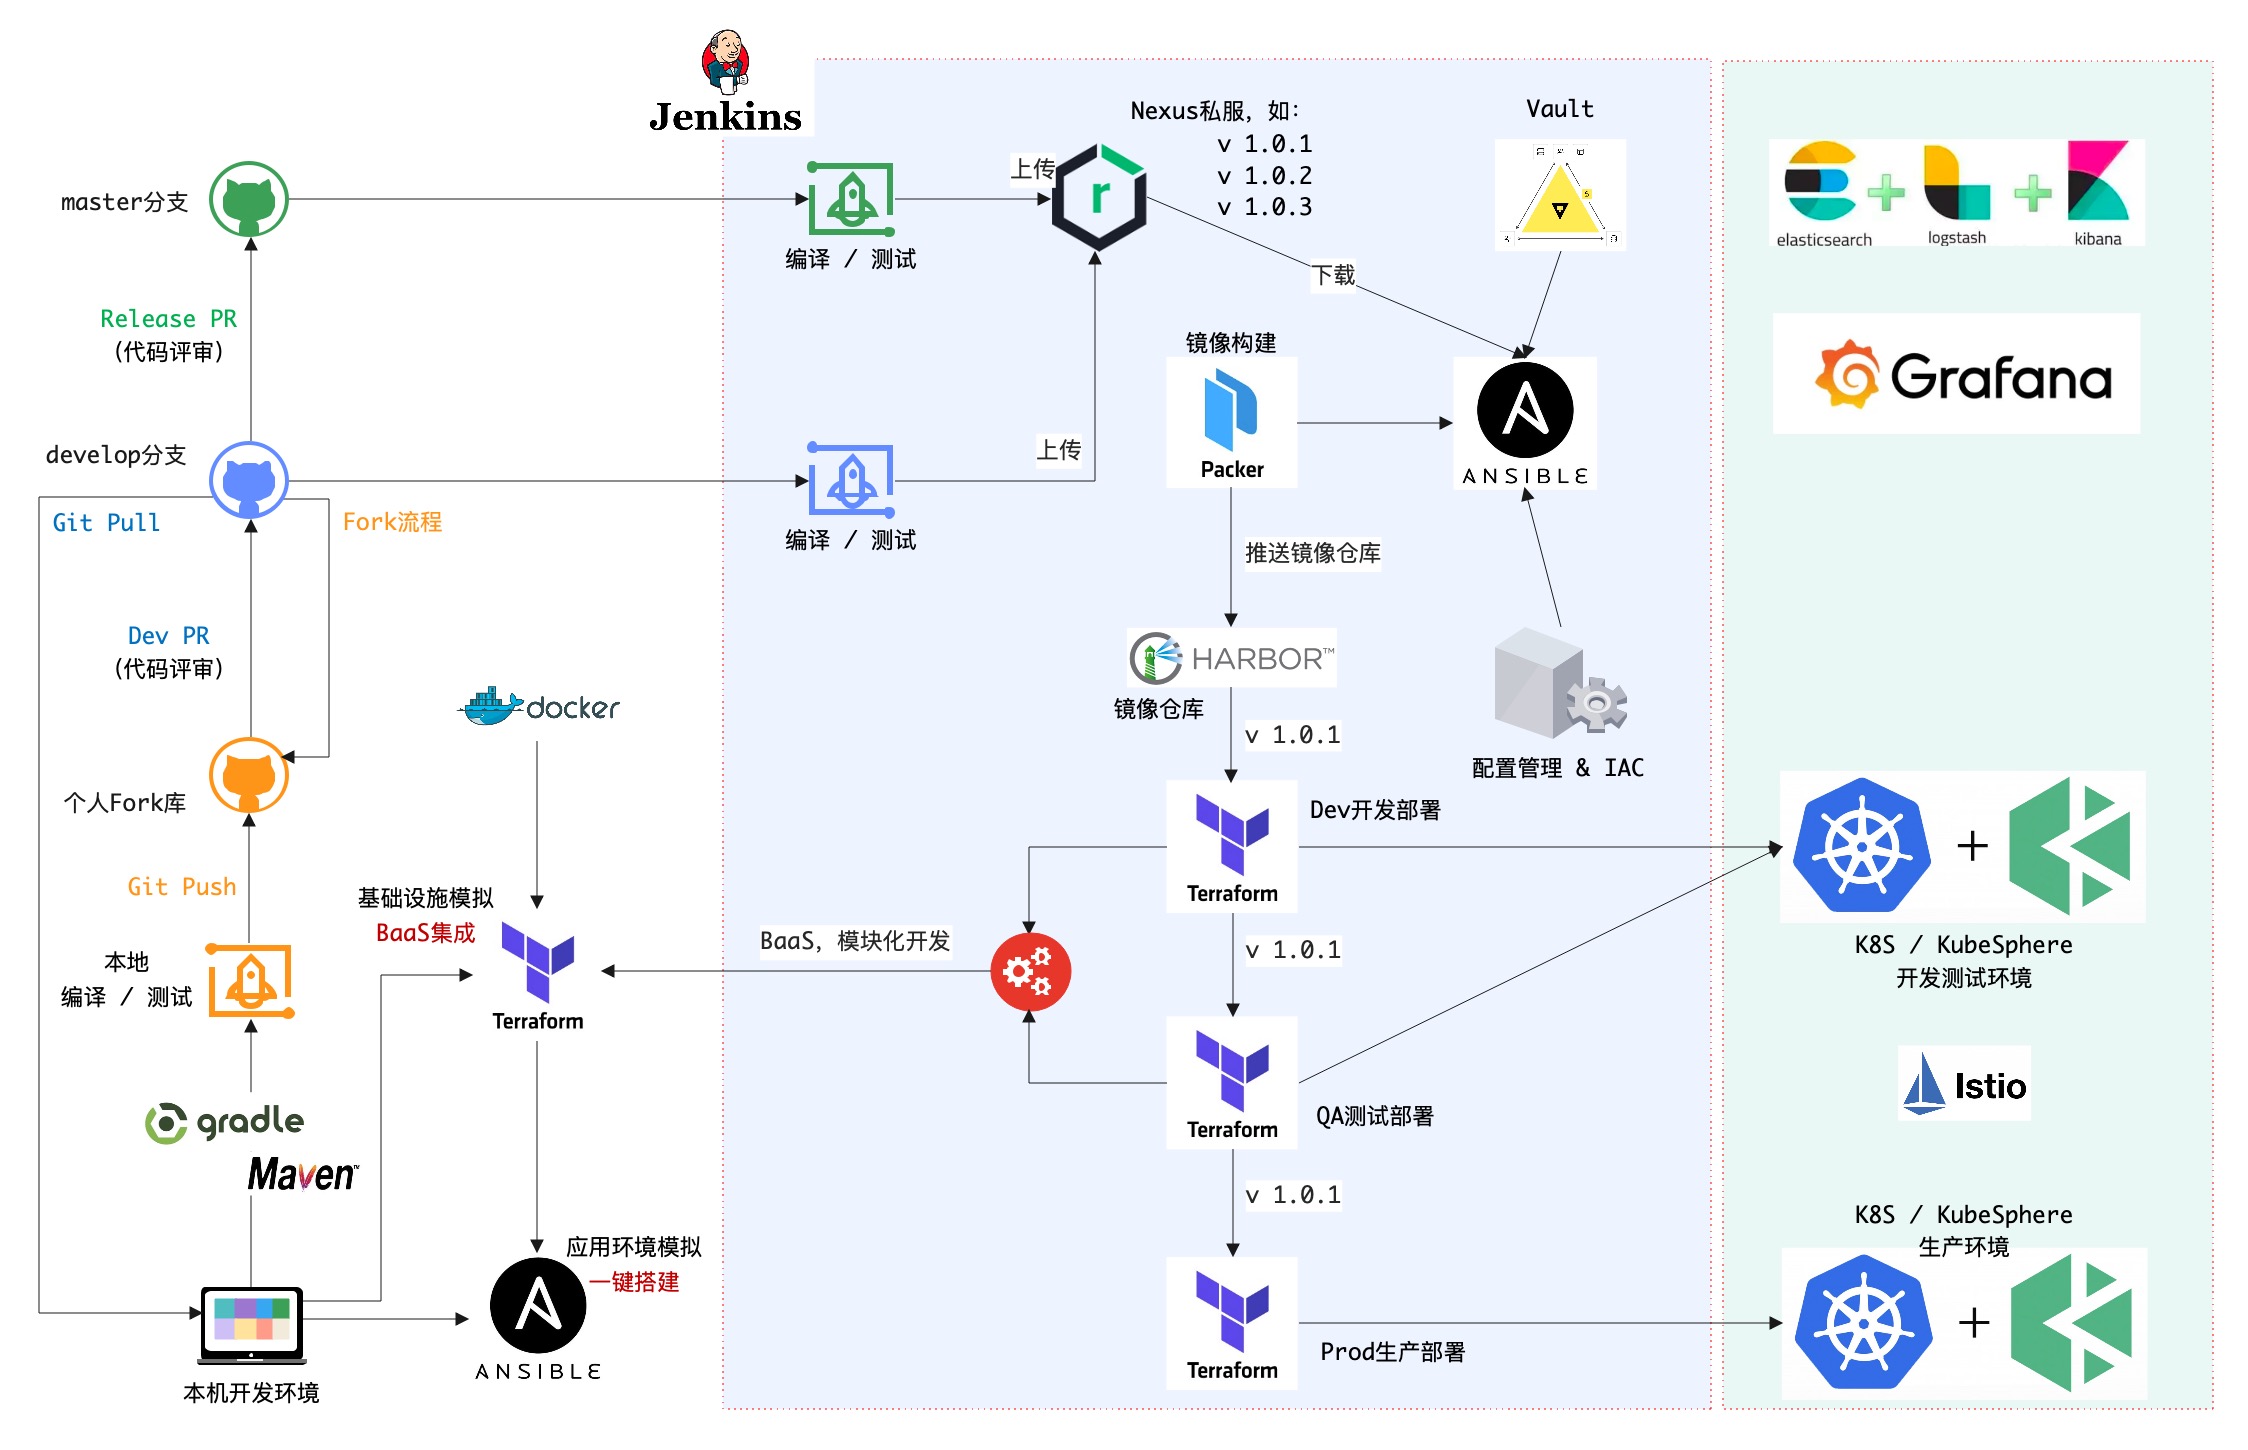 Jenkins
Nexus私服，如：
v 1.0.1
v 1.0.2
v 1.0.3
Vault
上传
r
master分支
编译 / 测试
下载
elasticsearch
logstash
kibana
Release PR
(代码评审)
镜像构建
Packer
ANSIBLE
Grafana
develop分支
上传
Git Pull
Fork流程
编译 / 测试
推送镜像仓库
Dev PR
(代码评审)
HARBOR™
镜像仓库
docker
v 1.0.1
配置管理 & IAC
个人Fork库
Dev开发部署
Terraform
Git Push
基础设施模拟
BaaS集成
BaaS，模块化开发
v 1.0.1
K8S / KubeSphere
开发测试环境
本地
编译 / 测试
Terraform
Istio
gradle
Maven™
QA测试部署
Terraform
v 1.0.1
K8S / KubeSphere
生产环境
应用环境模拟
一键搭建
ANSIBLE
Prod生产部署
Terraform
本机开发环境